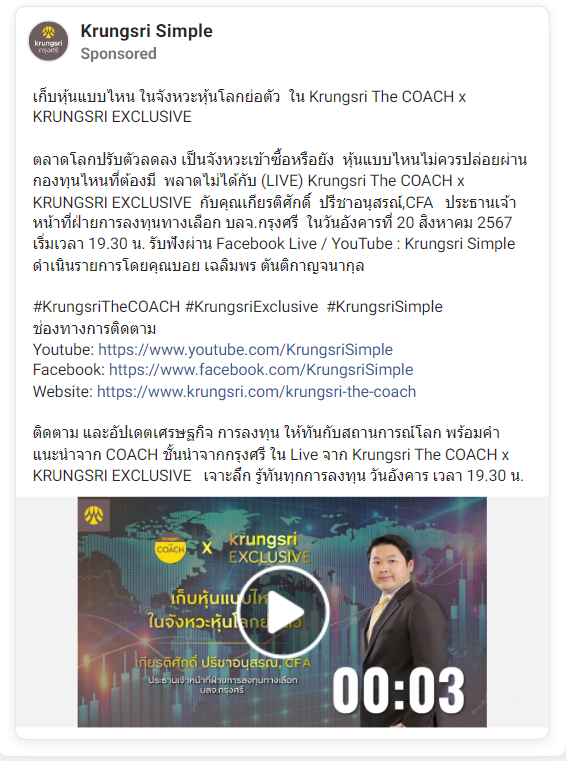 krungsri
กรุงศรี
Krungsri Simple
Sponsored
เก็บหุ้นแบบไหน ในจังหวะหุ้นโลกย่อตัว ใน Krungsri The COACH x
KRUNGSRI EXCLUSIVE
ตลาดโลกปรับตัวลดลง เป็นจังหวะเข้าซื้อหรือยัง หุ้นแบบไหนไม่ควรปล่อยผ่าน
กองทุนไหนที่ต้องมี พลาดไม่ได้กับ (LIVE) Krungsri The COACH x
KRUNGSRI EXCLUSIVE กับคุณเกียรติศักดิ์ ปรีชาอนุสรณ์,CFA ประธานเจ้า
หน้าที่ฝ่ายการลงทุนทางเลือก บลจ.กรุงศรี ในวันอังคารที่ 20 สิงหาคม 2567
เริ่มเวลา 19.30 น. รับฟังผ่าน Facebook Live / YouTube : Krungsri Simple
ดำเนินรายการโดยคุณบอย เฉลิมพร ตันติกาญจนากุล
#KrungsriTheCOACH #KrungsriExclusive #KrungsriSimple
ช่องทางการติดตาม
Youtube: https://www.youtube.com/KrungsriSimple
Facebook: https://www.facebook.com/KrungsriSimple
Website: https://www.krungsri.com/krungsri-the-coach
ติดตาม และอัปเดตเศรษฐกิจ การลงทุน ให้ทันกับสถานการณ์โลก พร้อมคำ
แนะนำจาก COACH ชั้นนำจากกรุงศรี ใน Live จาก Krungsri The COACH x
KRUNGSRI EXCLUSIVE เจาะลึก รู้ทันทุกการลงทุน วันอังคาร เวลา 19.30 น.
COACH X krungsri
EXCLUSIVE
เก็บหุ้นแบบไห
ในจังหวะหุ้นโลกย
เกียรติศักดิ์ ปรีชาอนุสรณ์, CFA
ประธานเจ้าหน้าที่ฝ่ายการลงทุนทางเลือก
บลจ.กรุงศรี
00:03